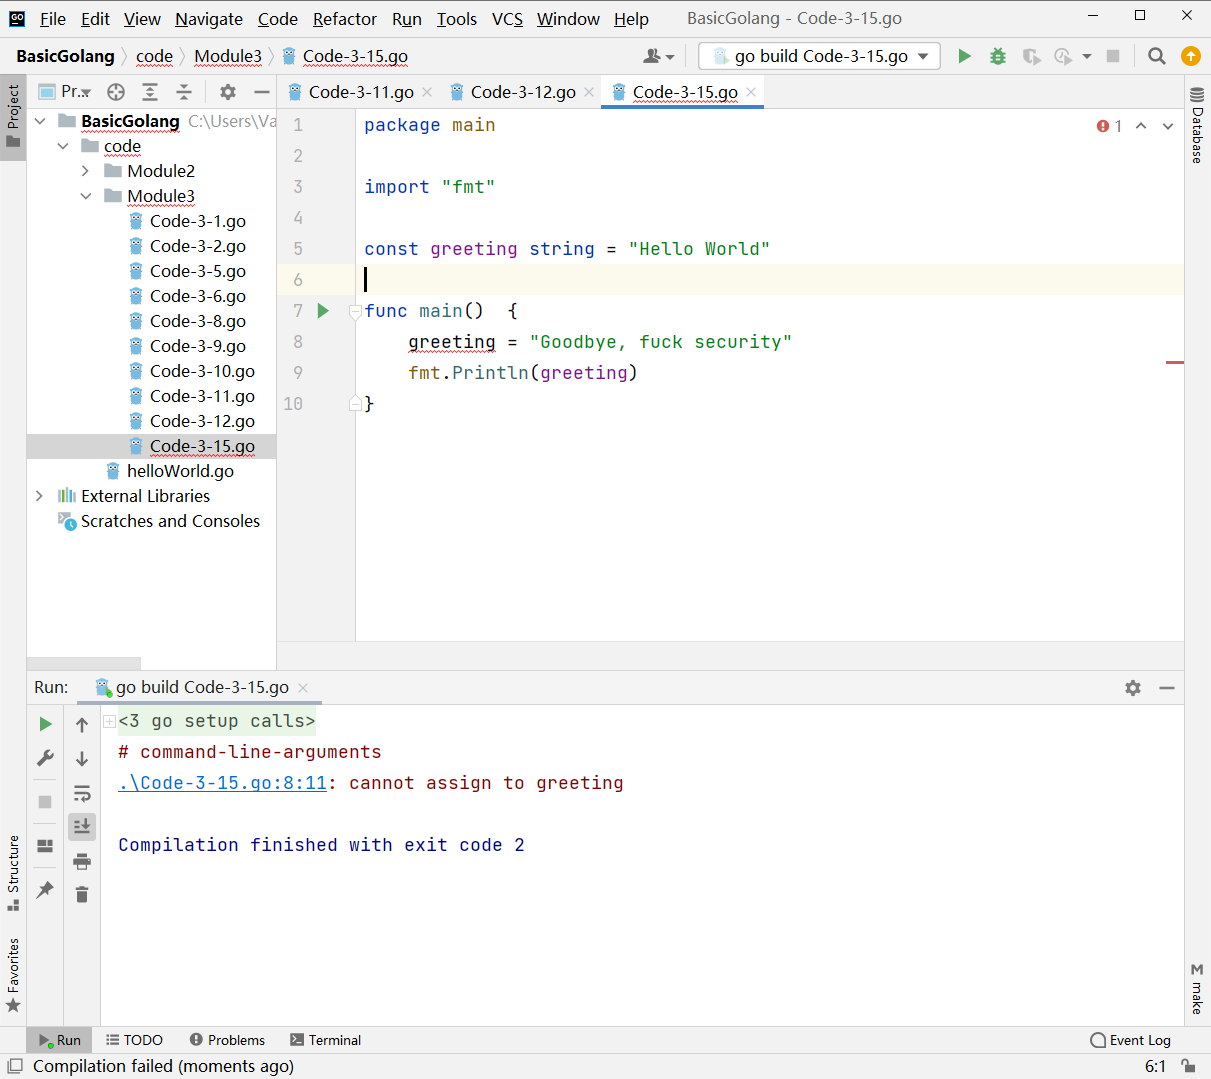 GO File Edit View Navigate Code Refactor Run Tools VCS Window Help BasicGolang - Code-3-15.go
BasicGolang code Module3 Code-3-15.go go build Code-3-15.go
Project
Pr... Code-3-11.go Code-3-12.go Code-3-15.go
BasicGolang C:\Users\Va
code
Module2
Module3
Code-3-1.go
Code-3-2.go
Code-3-5.go
Code-3-6.go
Code-3-8.go
Code-3-9.go
Code-3-10.go
Code-3-11.go
Code-3-12.go
Code-3-15.go
helloWorld.go
External Libraries
Scratches and Consoles
1 package main
2
3 import "fmt"
4
5 const greeting string = "Hello World"
6
7 func main()  {
8     greeting = "Goodbye, fuck security"
9     fmt.Println(greeting)
10 }
1
Database
Run: go build Code-3-15.go
<3 go setup calls>
# command-line-arguments
.\Code-3-15.go:8:11: cannot assign to greeting
Compilation finished with exit code 2
Structure
Favorites
make
Run TODO Problems Terminal Event Log
Compilation failed (moments ago) 6:1